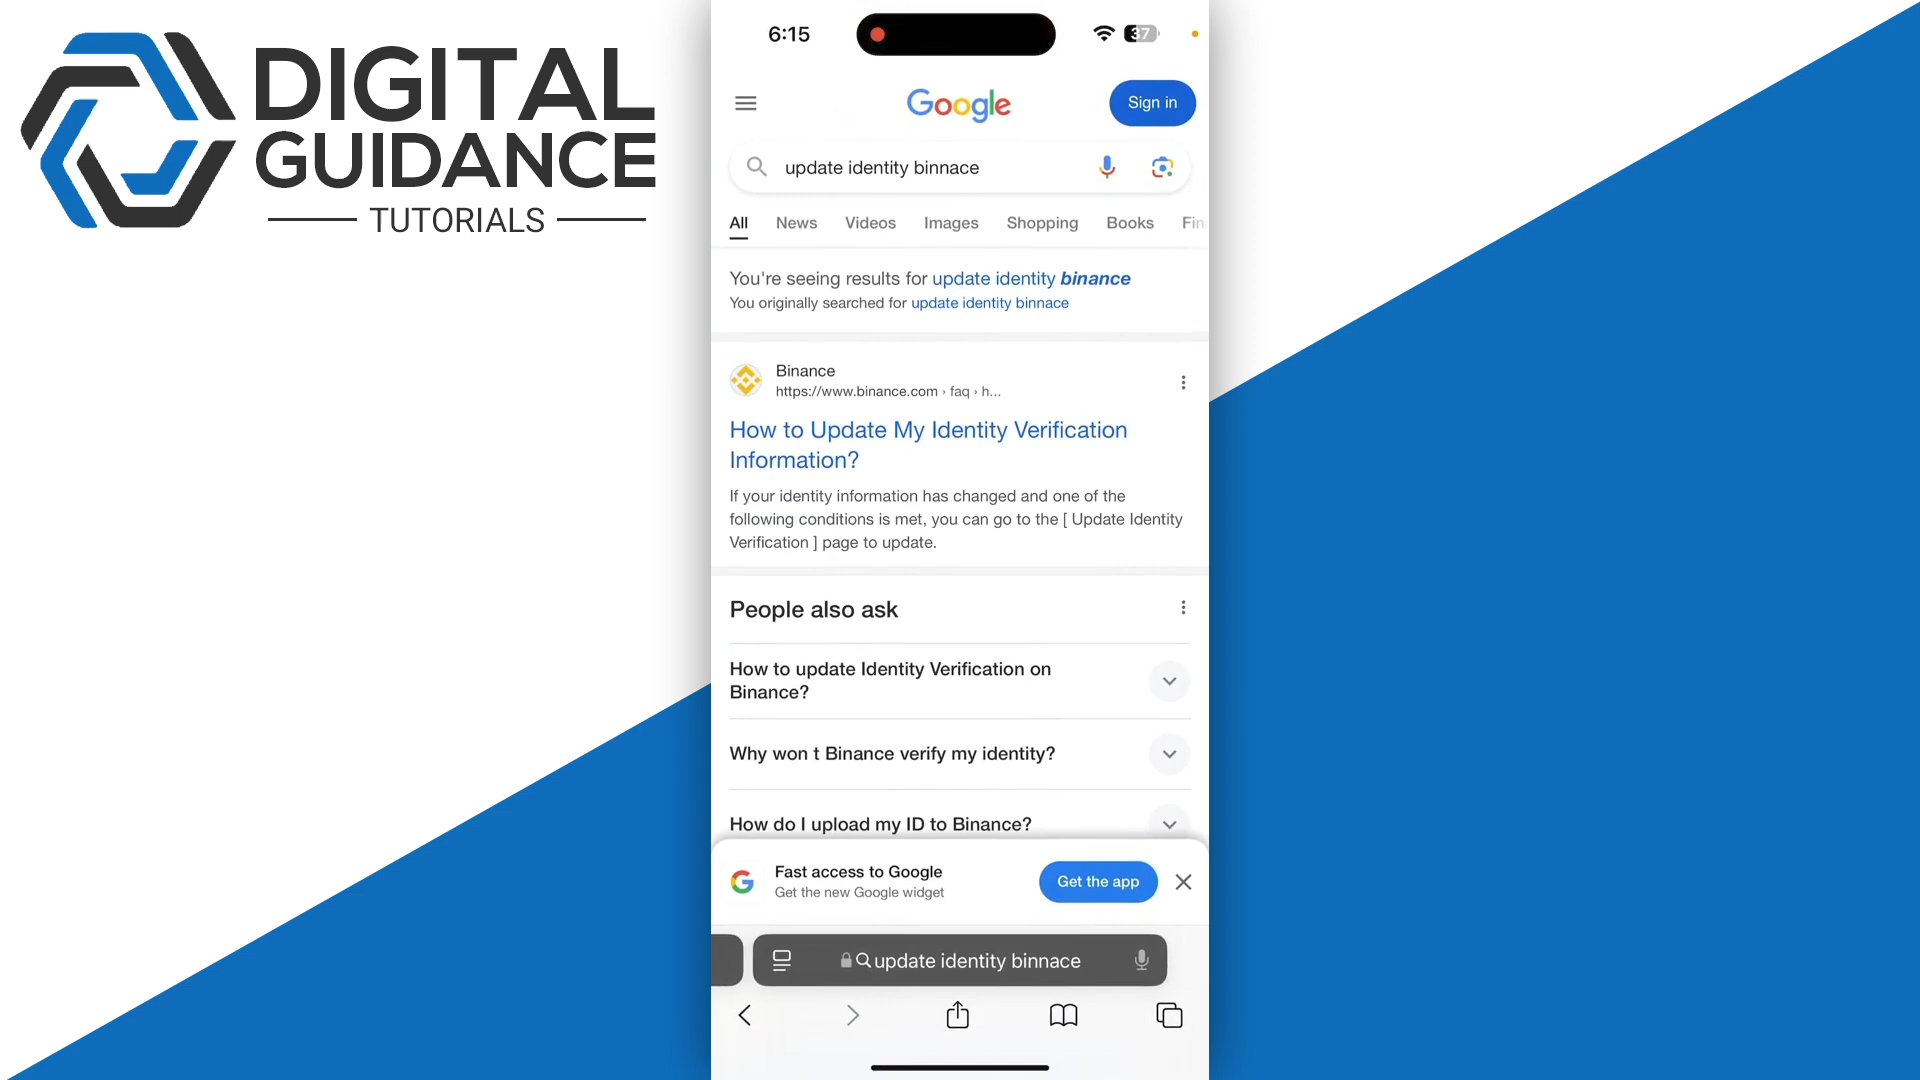 DIGITAL
GUIDANCE
TUTORIALS
6:15
37
Google
Sign in
update identity binnace
All News Videos Images Shopping Books Fin
You're seeing results for update identity binance
You originally searched for update identity binnace
Binance
https://www.binance.com › faq › h...
How to Update My Identity Verification
Information?
If your identity information has changed and one of the
following conditions is met, you can go to the [ Update Identity
Verification ] page to update.
People also ask
How to update Identity Verification on
Binance?
Why won t Binance verify my identity?
How do I upload my ID to Binance?
Fast access to Google
Get the new Google widget
Get the app
update identity binnace